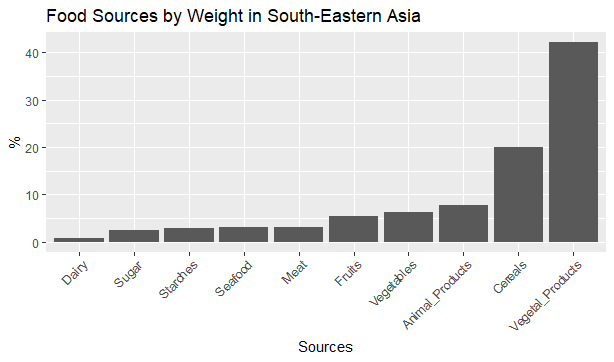 Food Sources by Weight in South-Eastern Asia
%
40
30
20
10
0
Dairy
Sugar
Starches
Seafood
Meat
Fruits
Vegetables
Animal_Products
Cereals
Vegetal_Products
Sources